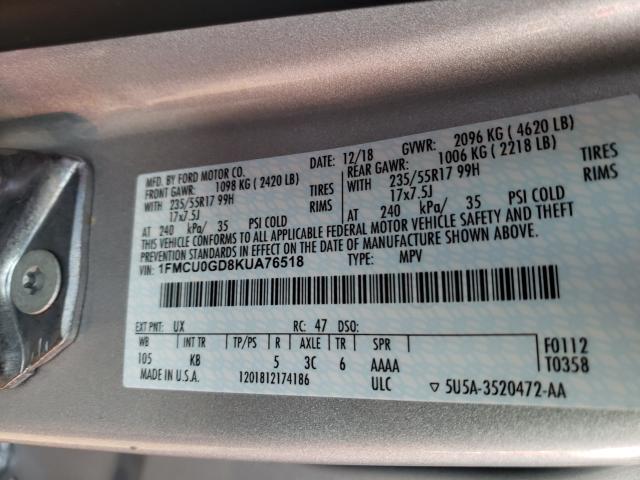 MFD. BY FORD MOTOR CO. DATE: 12/18 GVWR: 2096 KG ( 4620 LB)
FRONT GAWR: 1098 KG ( 2420 LB) REAR GAWR: 1006 KG ( 2218 LB)
WITH 235/55R17 99H TIRES WITH 235/55R17 99H TIRES
17x7.5J RIMS 17x7.5J RIMS
AT 240 kPa/ 35 PSI COLD AT 240 kPa/ 35 PSI COLD
THIS VEHICLE CONFORMS TO ALL APPLICABLE FEDERAL MOTOR VEHICLE SAFETY AND THEFT
PREVENTION STANDARDS IN EFFECT ON THE DATE OF MANUFACTURE SHOWN ABOVE.
VIN: 1FMCU0GD8KUA76518 TYPE: MPV
EXT PNT: UX RC: 47 DSO: F0112
WB INT TR TP/PS R AXLE TR SPR T0358
105 KB 5 3C 6 AAAA
MADE IN U.S.A. 1201812174186 ULC ▽ 5U5A-3520472-AA